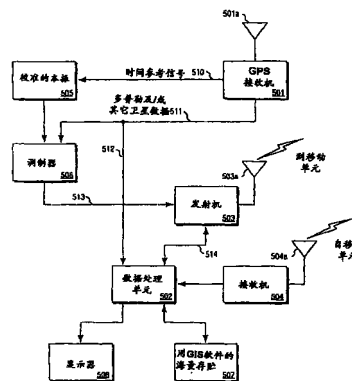 501a
校准的本振
505
时间参考信号 510
GPS
接收机
501
多普勒及/或
其它卫星数据511
512
调制器
506
513
503a
到移动
单元
发射机
503
514
504a
自移动
单元
数据处理
单元
502
接收机
504
显示器
508
用GIS软件的
海量存贮
507